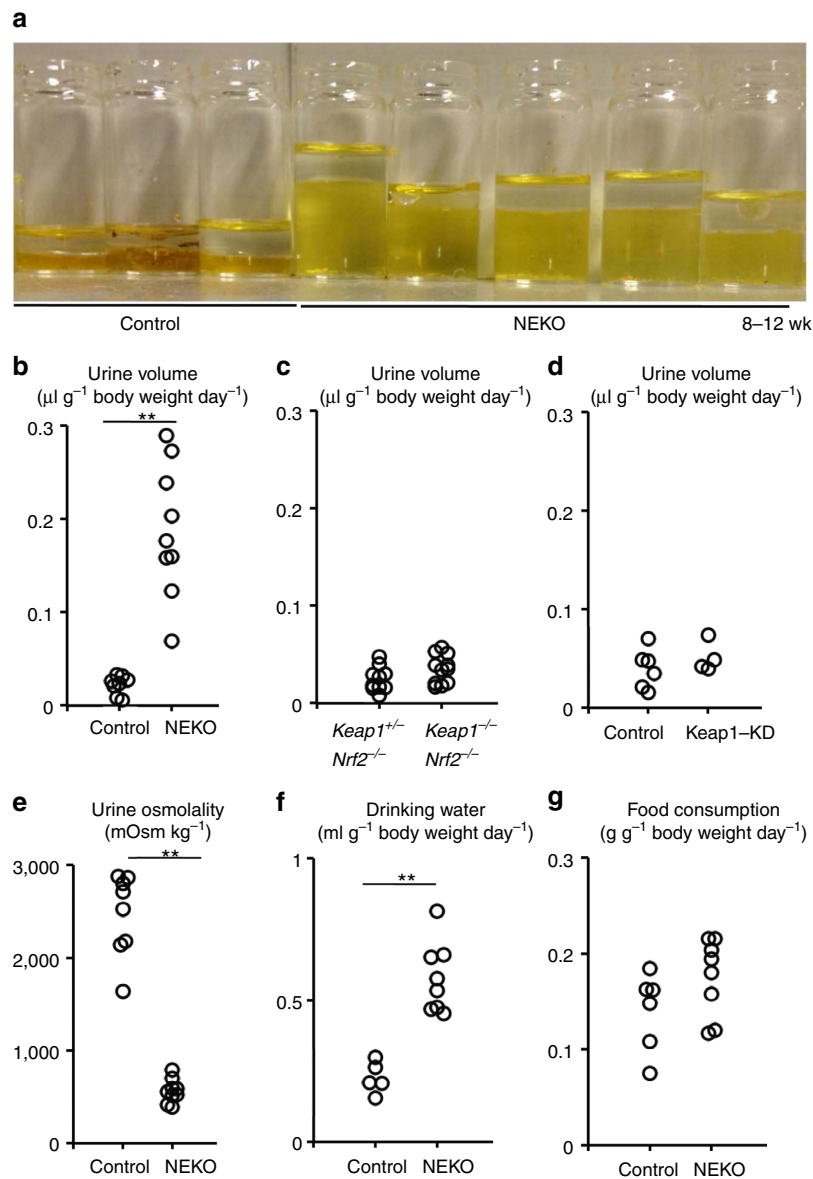 a
Control
NEKO
8–12 wk
b
Urine volume
(μl g⁻¹ body weight day⁻¹)
**
0.3
0.2
0.1
0
Control
NEKO
c
Urine volume
(μl g⁻¹ body weight day⁻¹)
0.3
0.2
0.1
0
Keap1⁺/⁻
Nrf2⁻/⁻
Keap1⁻/⁻
Nrf2⁻/⁻
d
Urine volume
(μl g⁻¹ body weight day⁻¹)
0.3
0.2
0.1
0
Control
Keap1–KD
e
Urine osmolality
(mOsm kg⁻¹)
**
3,000
2,000
1,000
0
Control
NEKO
f
Drinking water
(ml g⁻¹ body weight day⁻¹)
**
1
0.5
0
Control
NEKO
g
Food consumption
(g g⁻¹ body weight day⁻¹)
0.3
0.2
0.1
0
Control
NEKO